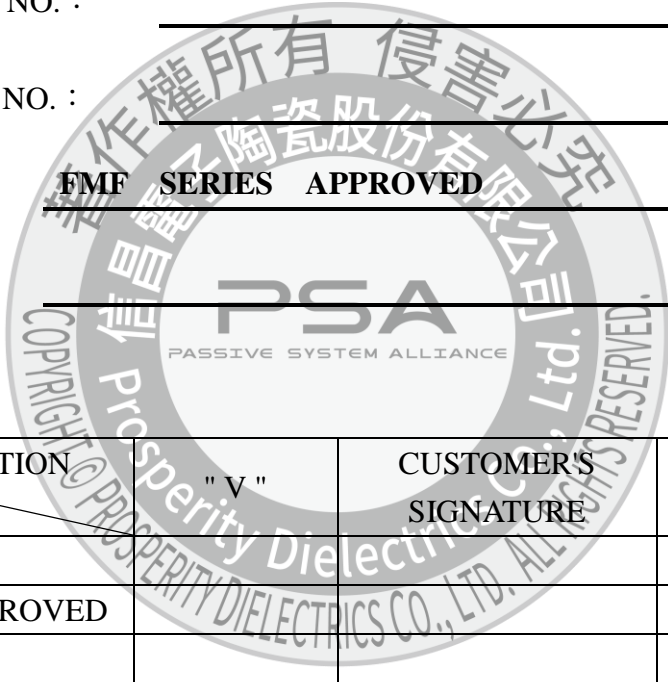 NO.：
著作權所有 侵害必究
NO.：
信昌電子陶瓷股份有限公司
FMF SERIES APPROVED
PSA
PASSIVE SYSTEM ALLIANCE
Prosperity Dielectrics Co., Ltd.
COPYRIGHT © PROSPERITY DIELECTRICS CO., LTD. ALL RIGHTS RESERVED.
TION
" V "
CUSTOMER'S
SIGNATURE
ROVED